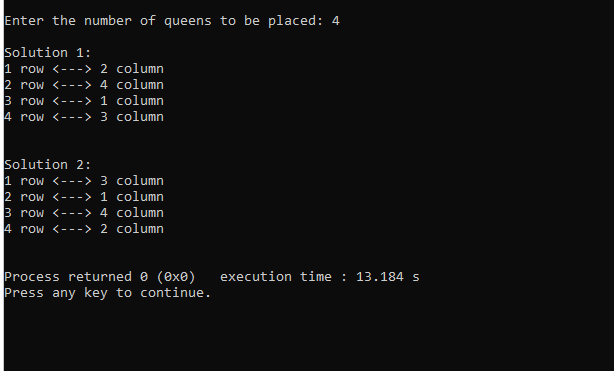 Enter the number of queens to be placed: 4
Solution 1:
1 row <---> 2 column
2 row <---> 4 column
3 row <---> 1 column
4 row <---> 3 column
Solution 2:
1 row <---> 3 column
2 row <---> 1 column
3 row <---> 4 column
4 row <---> 2 column
Process returned 0 (0x0)   execution time : 13.184 s
Press any key to continue.